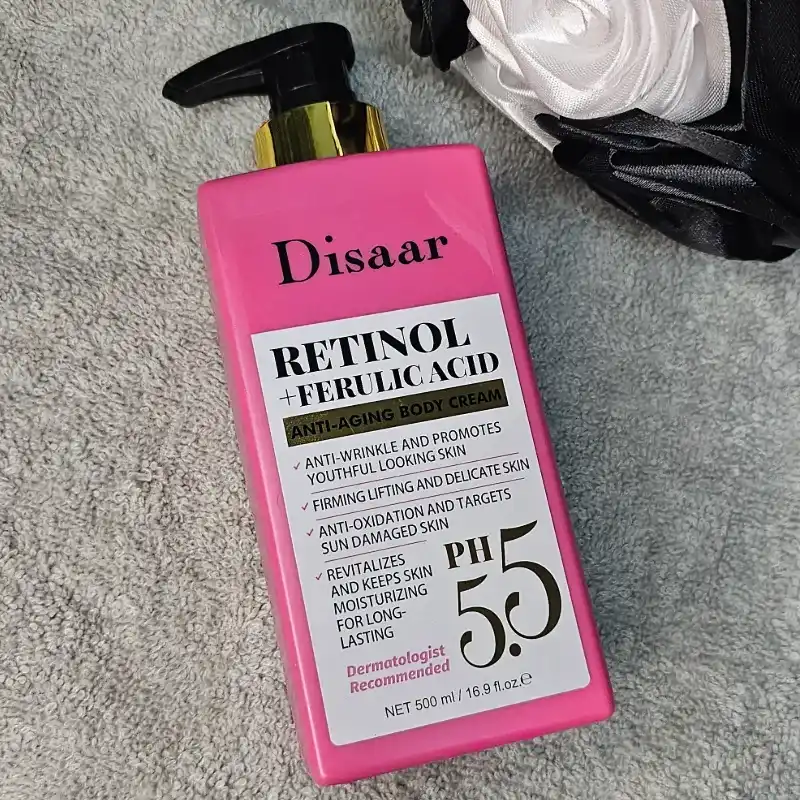 Disaar
RETINOL
+FERULIC ACID
ANTI-AGING BODY CREAM
✓ ANTI-WRINKLE AND PROMOTES
YOUTHFUL LOOKING SKIN
✓ FIRMING LIFTING AND DELICATE SKIN
✓ ANTI-OXIDATION AND TARGETS
SUN DAMAGED SKIN
✓ REVITALIZES
AND KEEPS SKIN
MOISTURIZING
FOR LONG-
LASTING
PH
5.5
Dermatologist
Recommended
NET 500 ml / 16.9 fl.oz.℮